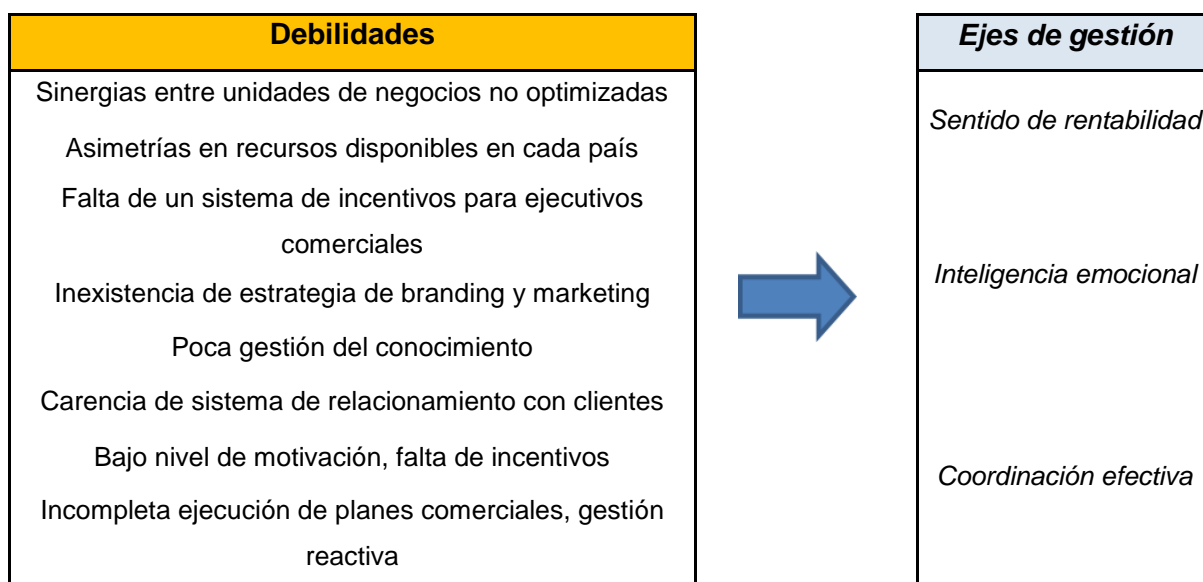 Debilidades
Sinergias entre unidades de negocios no optimizadas
Asimetrías en recursos disponibles en cada país
Falta de un sistema de incentivos para ejecutivos
comerciales
Inexistencia de estrategia de branding y marketing
Poca gestión del conocimiento
Carencia de sistema de relacionamiento con clientes
Bajo nivel de motivación, falta de incentivos
Incompleta ejecución de planes comerciales, gestión
reactiva
Ejes de gestión
Sentido de rentabilidad
Inteligencia emocional
Coordinación efectiva